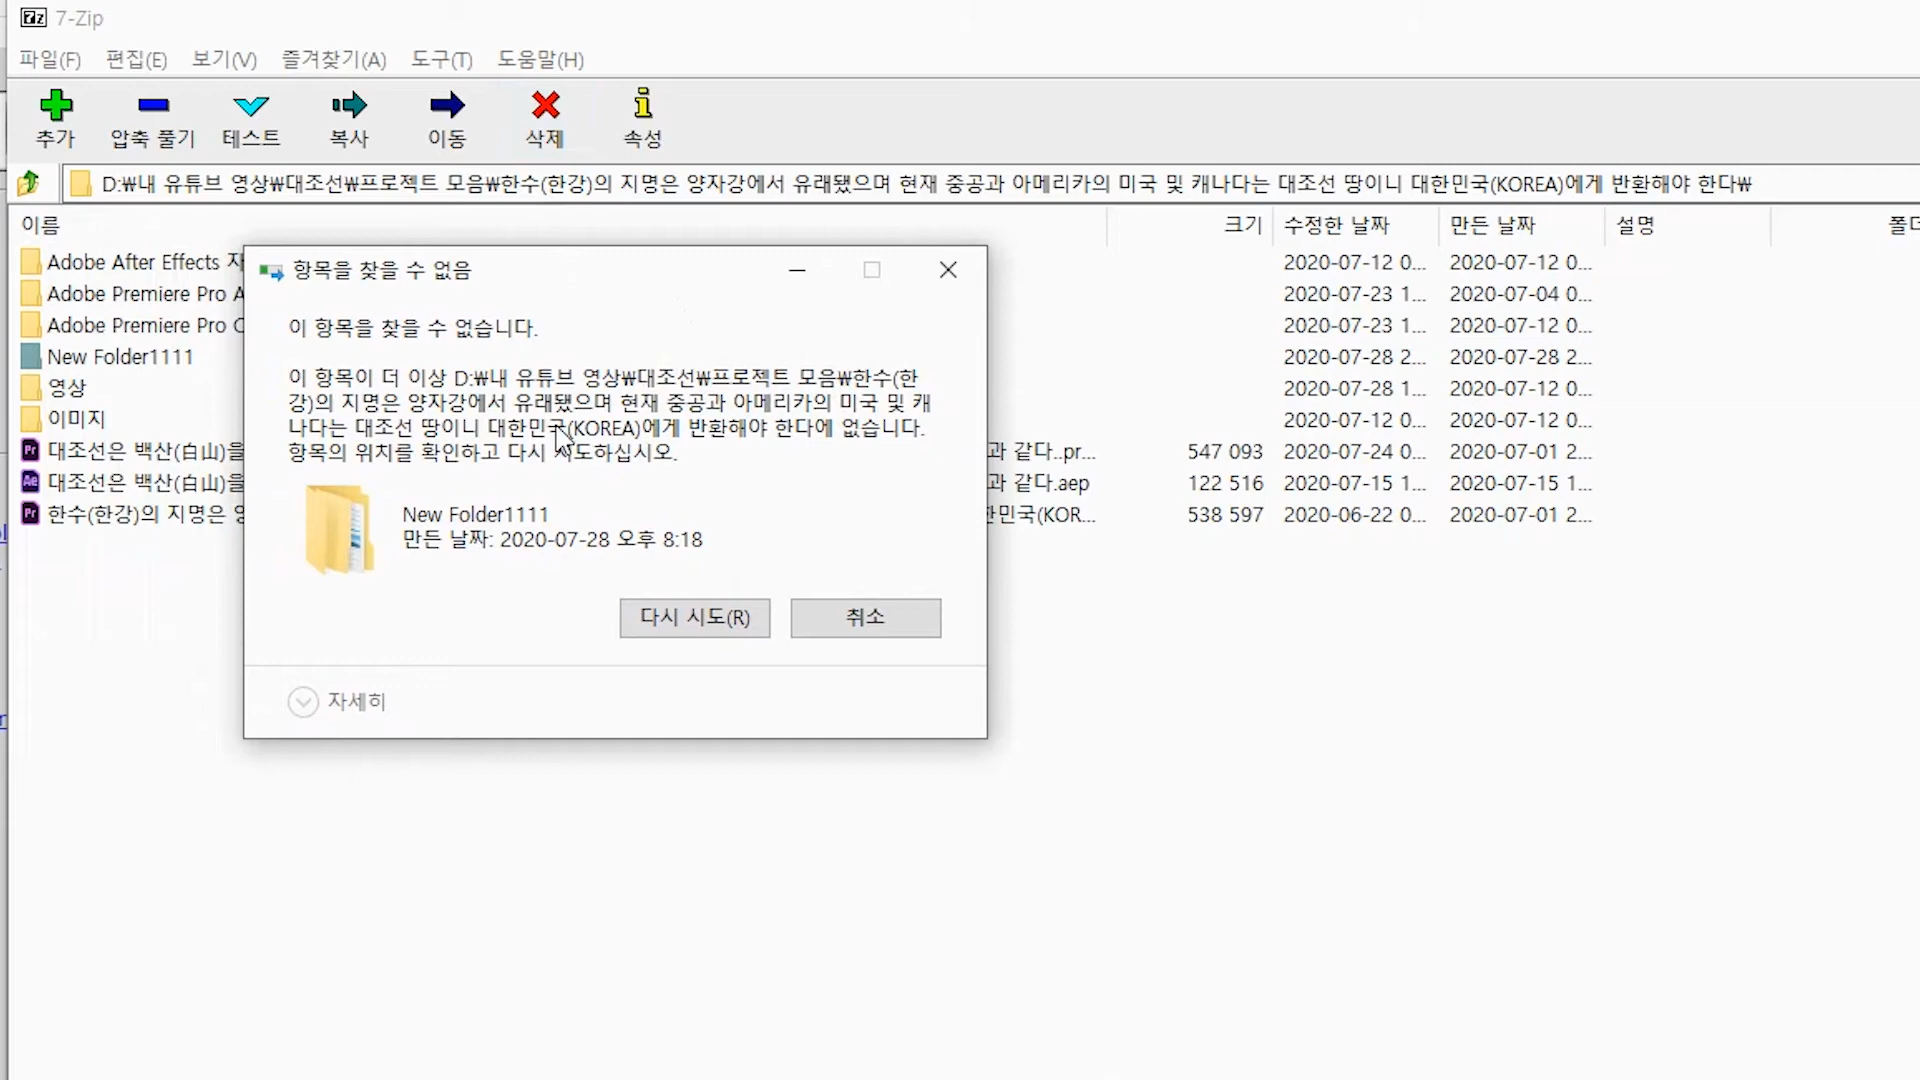 7-Zip
파일(F) 편집(E) 보기(V) 즐겨찾기(A) 도구(T) 도움말(H)
추가 압축 풀기 테스트 복사 이동 삭제 속성
D:₩내 유튜브 영상₩대조선₩프로젝트 모음₩한수(한강)의 지명은 양자강에서 유래됐으며 현재 중공과 아메리카의 미국 및 캐나다는 대조선 땅이니 대한민국(KOREA)에게 반환해야 한다₩
이름 크기 수정한 날짜 만든 날짜 설명
Adobe After Effects 2020-07-12 0... 2020-07-12 0...
Adobe Premiere Pro A 2020-07-23 1... 2020-07-04 0...
Adobe Premiere Pro C 2020-07-23 1... 2020-07-12 0...
New Folder1111 2020-07-28 2... 2020-07-28 2...
영상 2020-07-28 1... 2020-07-12 0...
이미지 2020-07-12 0... 2020-07-12 0...
대조선은 백산(白山)을 과 같다..pr... 547 093 2020-07-24 0... 2020-07-01 2...
대조선은 백산(白山)을 과 같다.aep 122 516 2020-07-15 1... 2020-07-15 1...
한수(한강)의 지명은 한민국(KOR... 538 597 2020-06-22 0... 2020-07-01 2...
항목을 찾을 수 없음
이 항목을 찾을 수 없습니다.
이 항목이 더 이상 D:₩내 유튜브 영상₩대조선₩프로젝트 모음₩한수(한
강)의 지명은 양자강에서 유래됐으며 현재 중공과 아메리카의 미국 및 캐
나다는 대조선 땅이니 대한민국(KOREA)에게 반환해야 한다에 없습니다.
항목의 위치를 확인하고 다시 시도하십시오.
New Folder1111
만든 날짜: 2020-07-28 오후 8:18
다시 시도(R) 취소
자세히